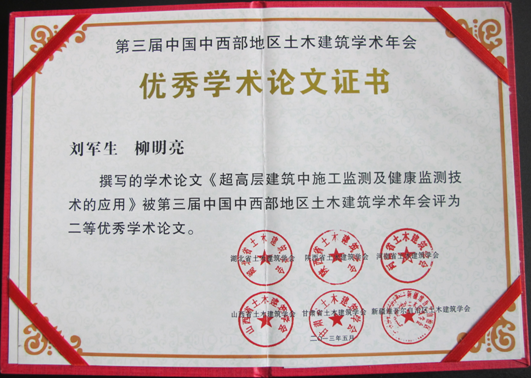 第三届中国中西部地区土木建筑学术年会
优秀学术论文证书
刘军生 柳明亮
撰写的学术论文《超高层建筑中施工监测及健康监测技
术的应用》被第三届中国中西部地区土木建筑学术年会评为
二等优秀学术论文。
湖北省土木建筑学会 陕西省土木建筑学会 河南省土木建筑学会
山西省土木建筑学会 甘肃省土木建筑学会 新疆维吾尔自治区土木建筑学会
二〇一三年五月